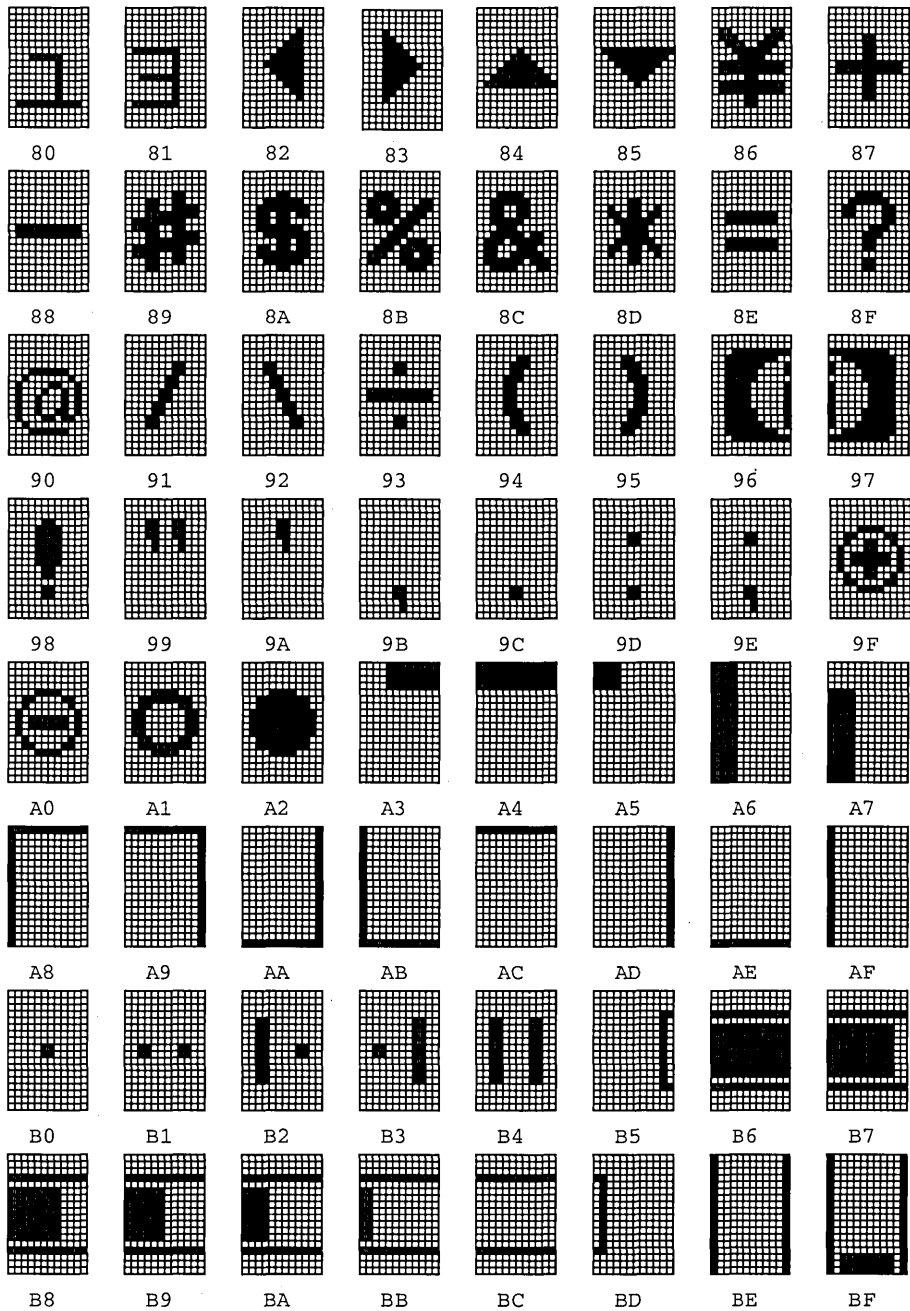 ユ ヨ ◀ ▶ ▲ ▼ ¥ +
80 81 82 83 84 85 86 87
- # $ % & * = ?
88 89 8A 8B 8C 8D 8E 8F
@ / \ ÷ ( )
90 91 92 93 94 95 96 97
! " ' , . : ; ⊕
98 99 9A 9B 9C 9D 9E 9F
⊖ ○ ●
A0 A1 A2 A3 A4 A5 A6 A7
A8 A9 AA AB AC AD AE AF
B0 B1 B2 B3 B4 B5 B6 B7
B8 B9 BA BB BC BD BE BF